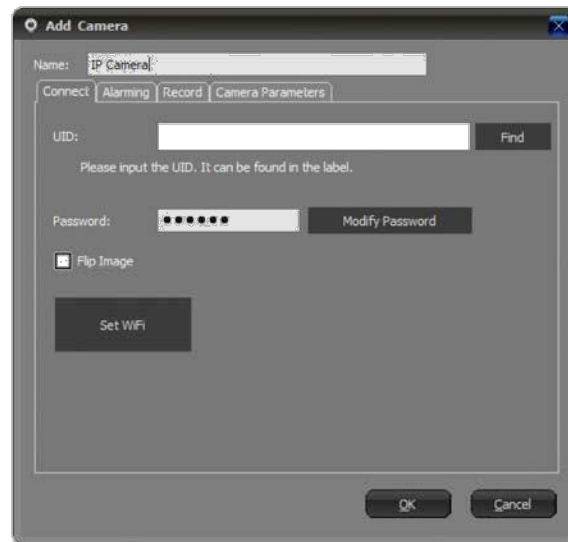 Add Camera
Name: IP Camera
Connect Alarming Record Camera Parameters
UID: Find
Please input the UID. It can be found in the label.
Password: ●●●●●● Modify Password
Flip Image
Set WiFi
OK Cancel